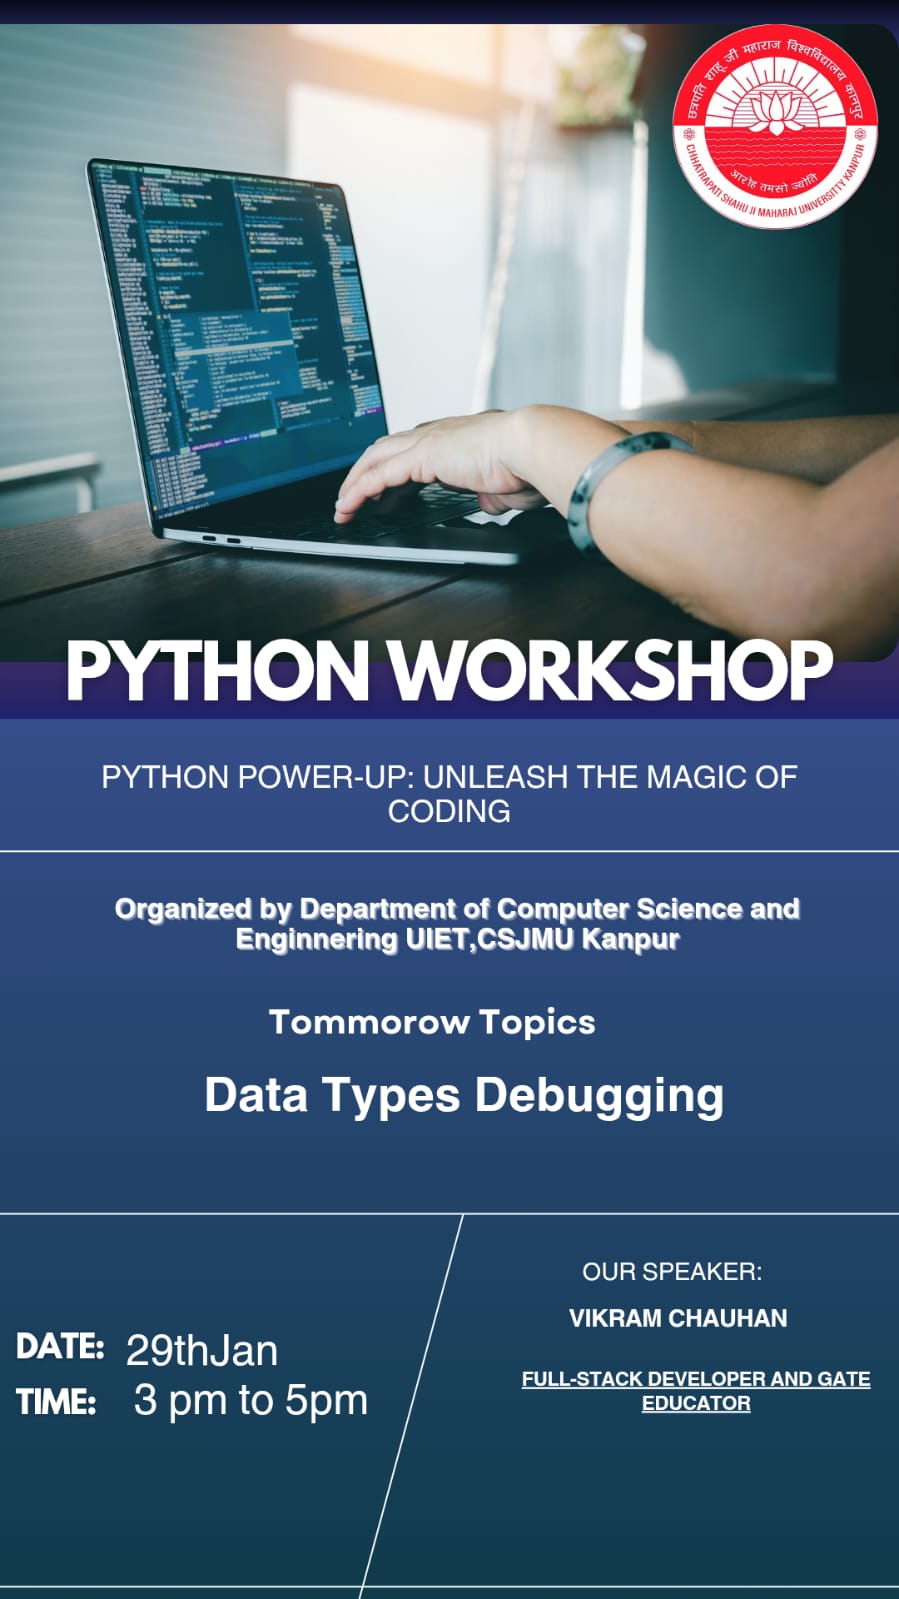 छत्रपति शाहू जी महाराज विश्वविद्यालय कानपुर
आरोह तमसो ज्योति
CHHATRAPATI SHAHU JI MAHARAJ UNIVERSITY KANPUR
PYTHON WORKSHOP
PYTHON POWER-UP: UNLEASH THE MAGIC OF
CODING
Organized by Department of Computer Science and
Enginnering UIET,CSJMU Kanpur
Tommorow Topics
Data Types Debugging
DATE: 29thJan
TIME: 3 pm to 5pm
OUR SPEAKER:
VIKRAM CHAUHAN
FULL-STACK DEVELOPER AND GATE
EDUCATOR